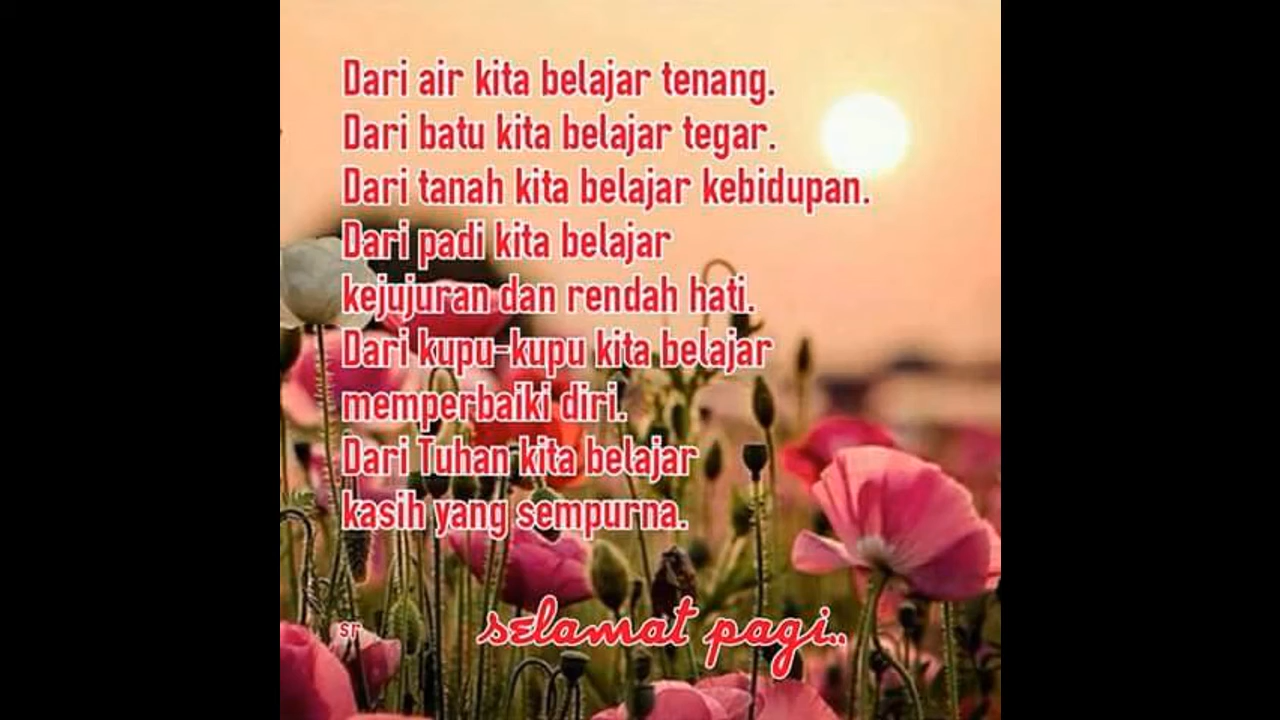 Dari air kita belajar tenang.
Dari batu kita belajar tegar.
Dari tanah kita belajar kebidupan.
Dari padi kita belajar
kejujuran dan rendah hati.
Dari kupu-kupu kita belajar
memperbaiki diri.
Dari Tuhan kita belajar
kasih yang sempurna.
selamat pagi..
sr